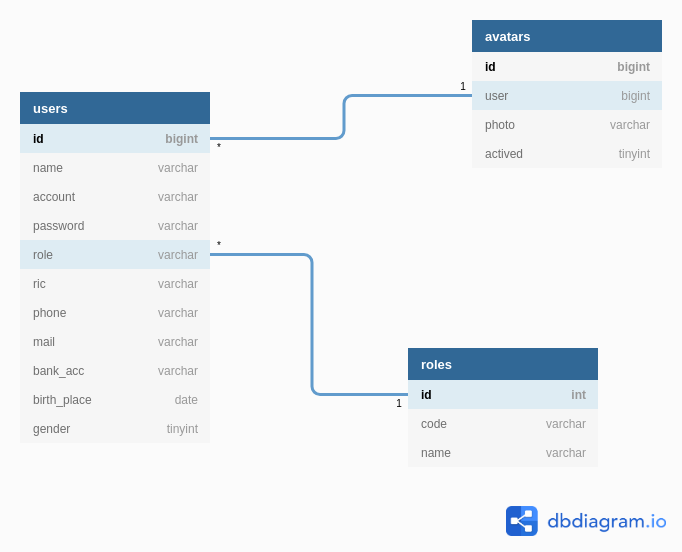 avatars
id bigint
user bigint
photo varchar
actived tinyint
1
users
id bigint
name varchar
account varchar
password varchar
role varchar
ric varchar
phone varchar
mail varchar
bank_acc varchar
birth_place date
gender tinyint
*
*
roles
id int
code varchar
name varchar
1
dbdiagram.io